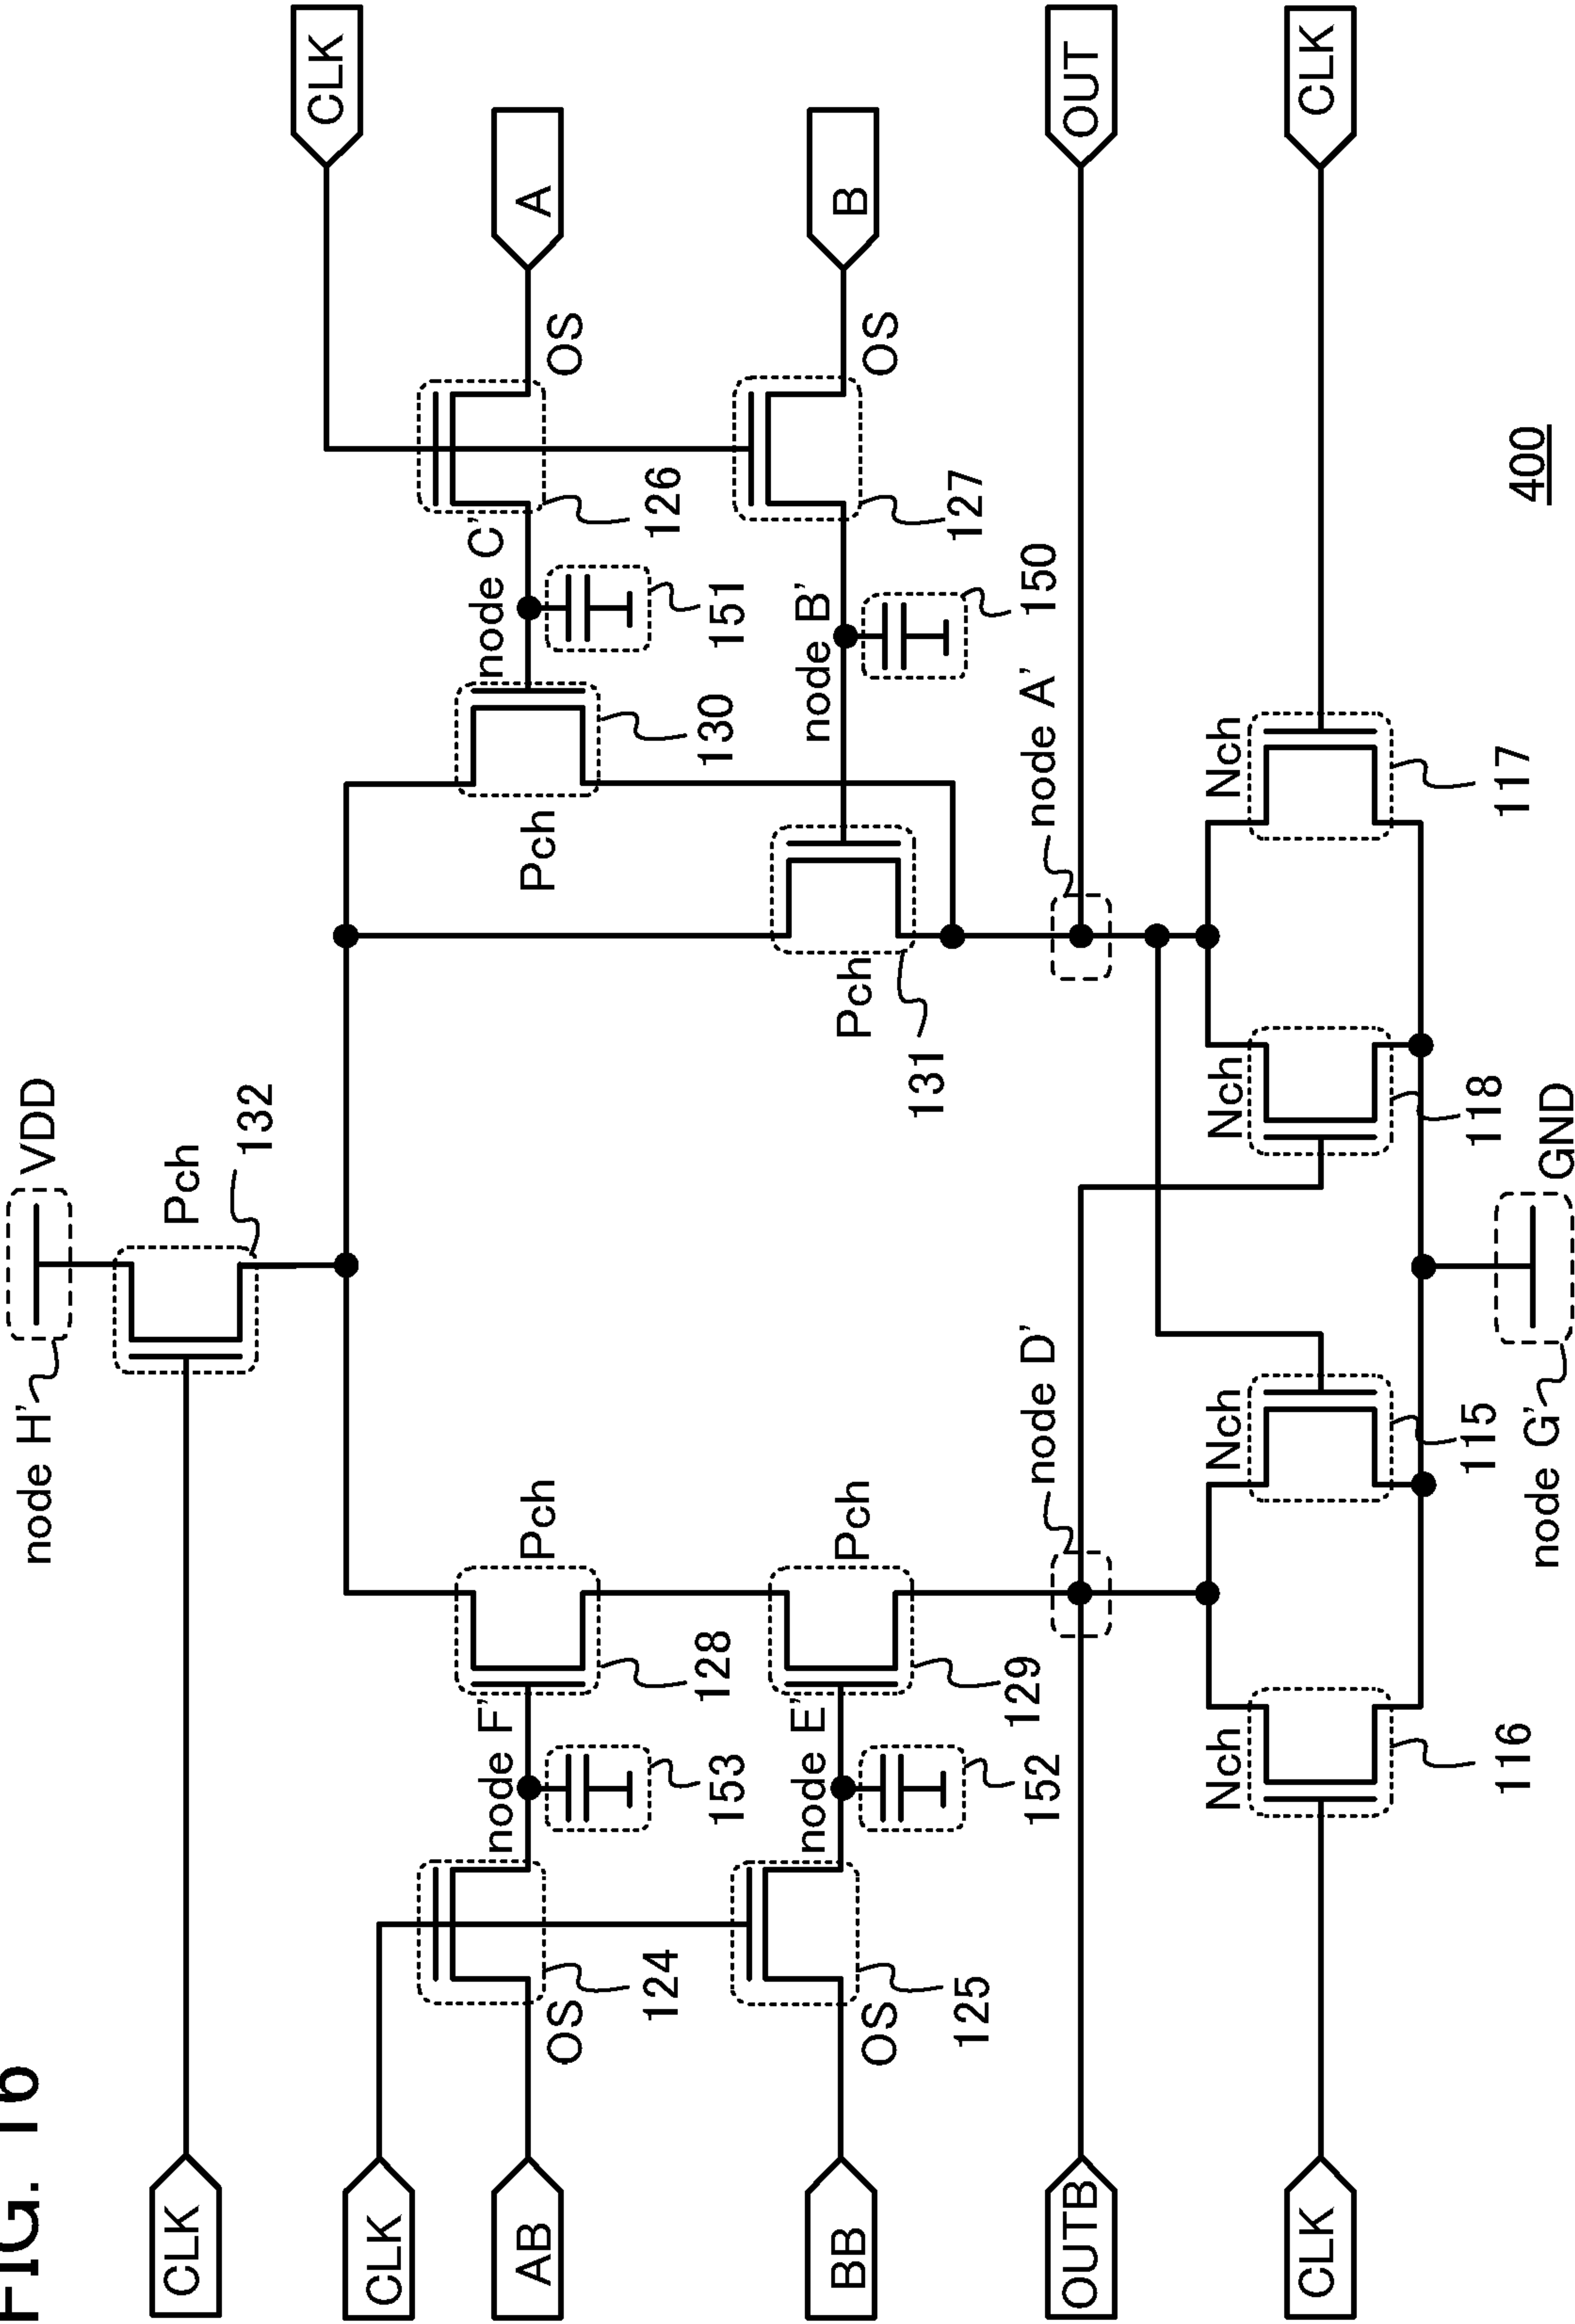 FIG. 16
node H'
VDD
Pch
132
CLK
CLK
CLK
AB
OS
124
node F'
153
Pch
128
Pch
130
node C'
151
126
OS
A
BB
OS
125
node E'
152
Pch
129
Pch
131
node B'
150
127
OS
B
OUTB
node D'
node A'
OUT
CLK
Nch
116
Nch
115
Nch
118
Nch
117
CLK
node G'
GND
400